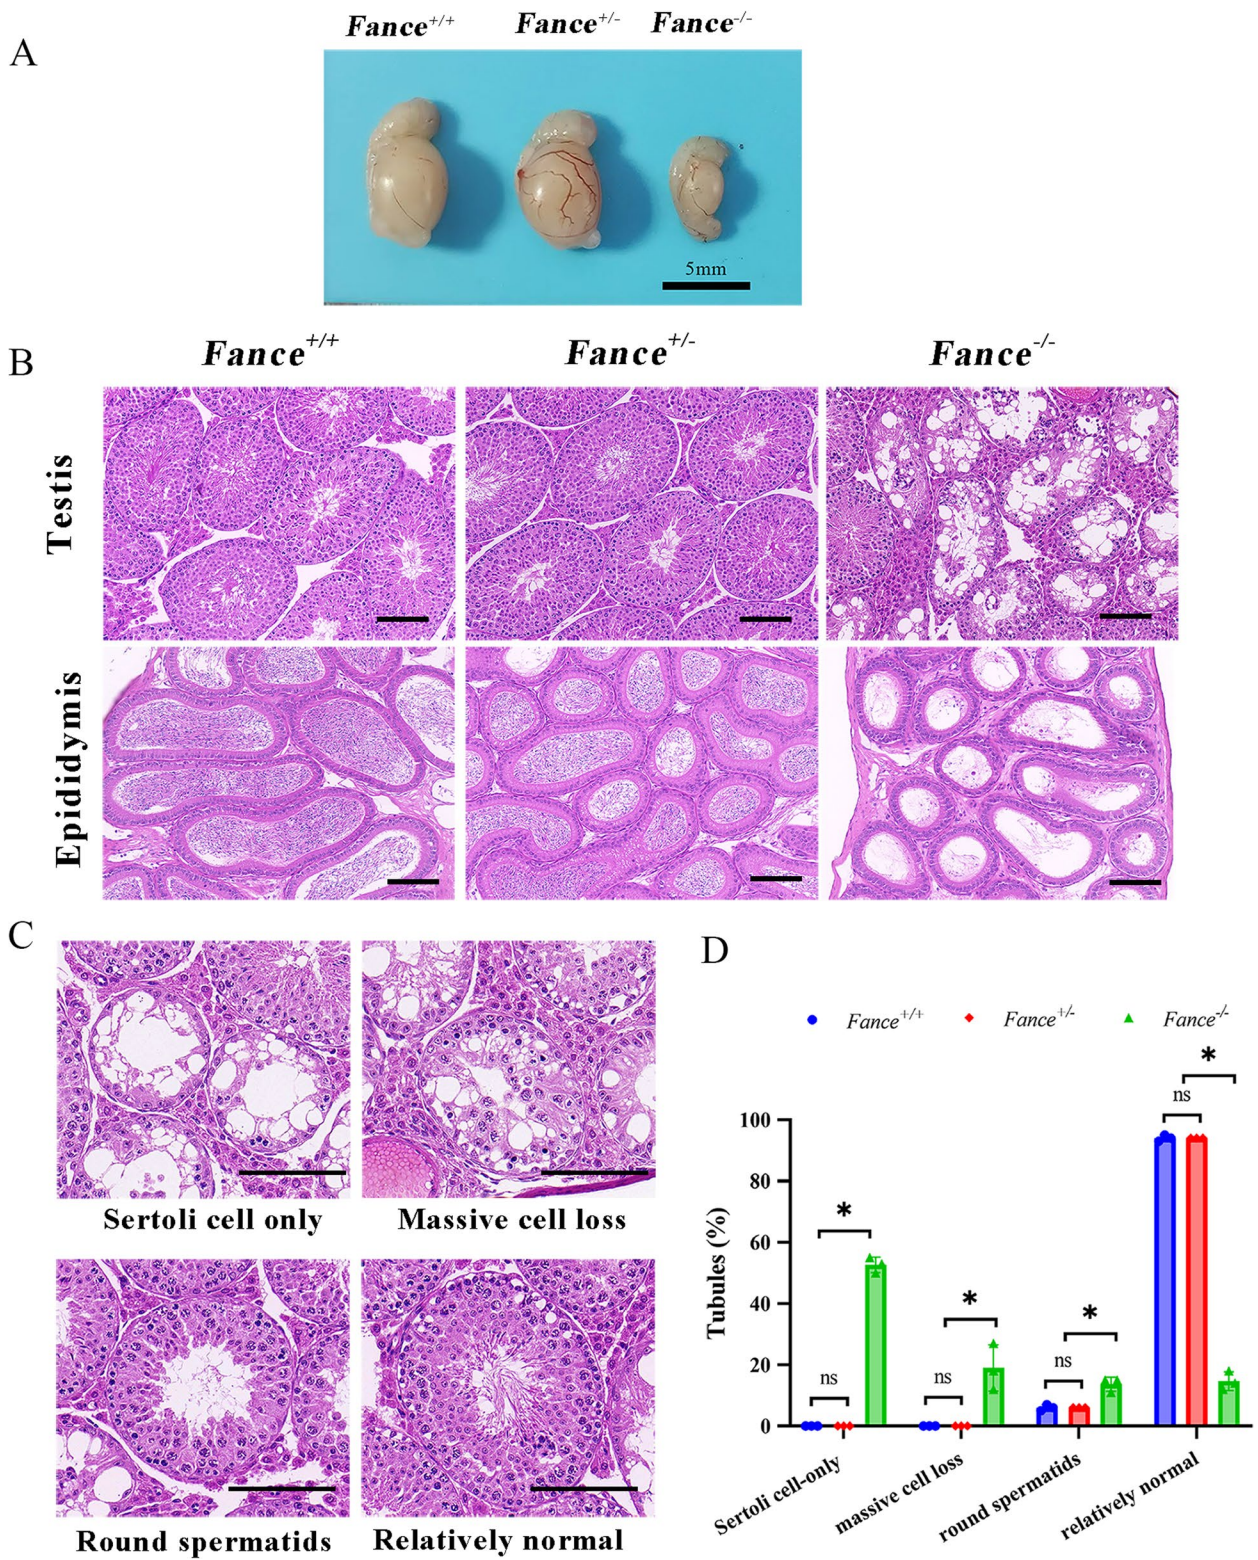 A
Fance+/+ Fance+/- Fance-/-
5mm
B
Fance+/+ Fance+/- Fance-/-
Testis
Epididymis
C
Sertoli cell only
Massive cell loss
Round spermatids
Relatively normal
D
Fance+/+ Fance+/- Fance-/-
Tubules (%)
100
80
60
40
20
0
ns
*
ns
*
ns
*
ns
*
Sertoli cell-only
massive cell loss
round spermatids
relatively normal